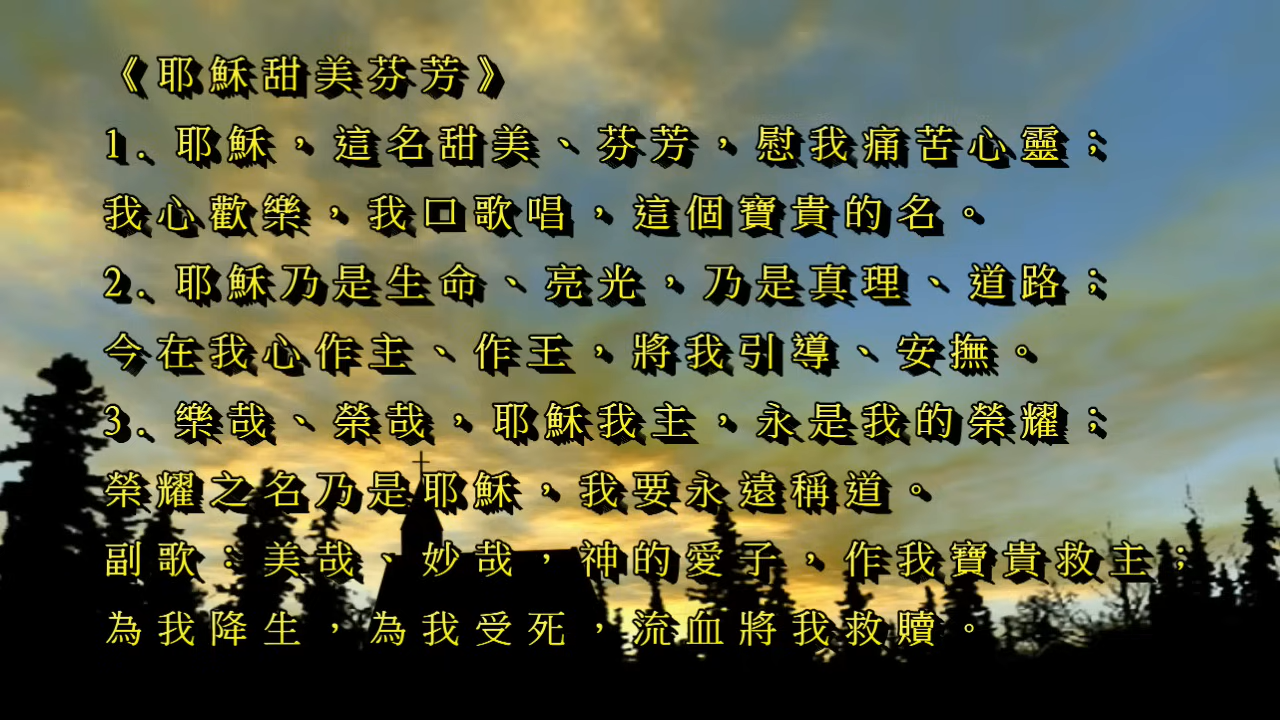 《耶穌甜美芬芳》
1. 耶穌，這名甜美、芬芳，慰我痛苦心靈；
我心歡樂，我口歌唱，這個寶貴的名。
2. 耶穌乃是生命、亮光，乃是真理、道路；
今在我心作主、作王，將我引導、安撫。
3. 樂哉、榮哉，耶穌我主，永是我的榮耀；
榮耀之名乃是耶穌，我要永遠稱道。
副歌：美哉、妙哉，神的愛子，作我寶貴救主；
為我降生，為我受死，流血將我救贖。